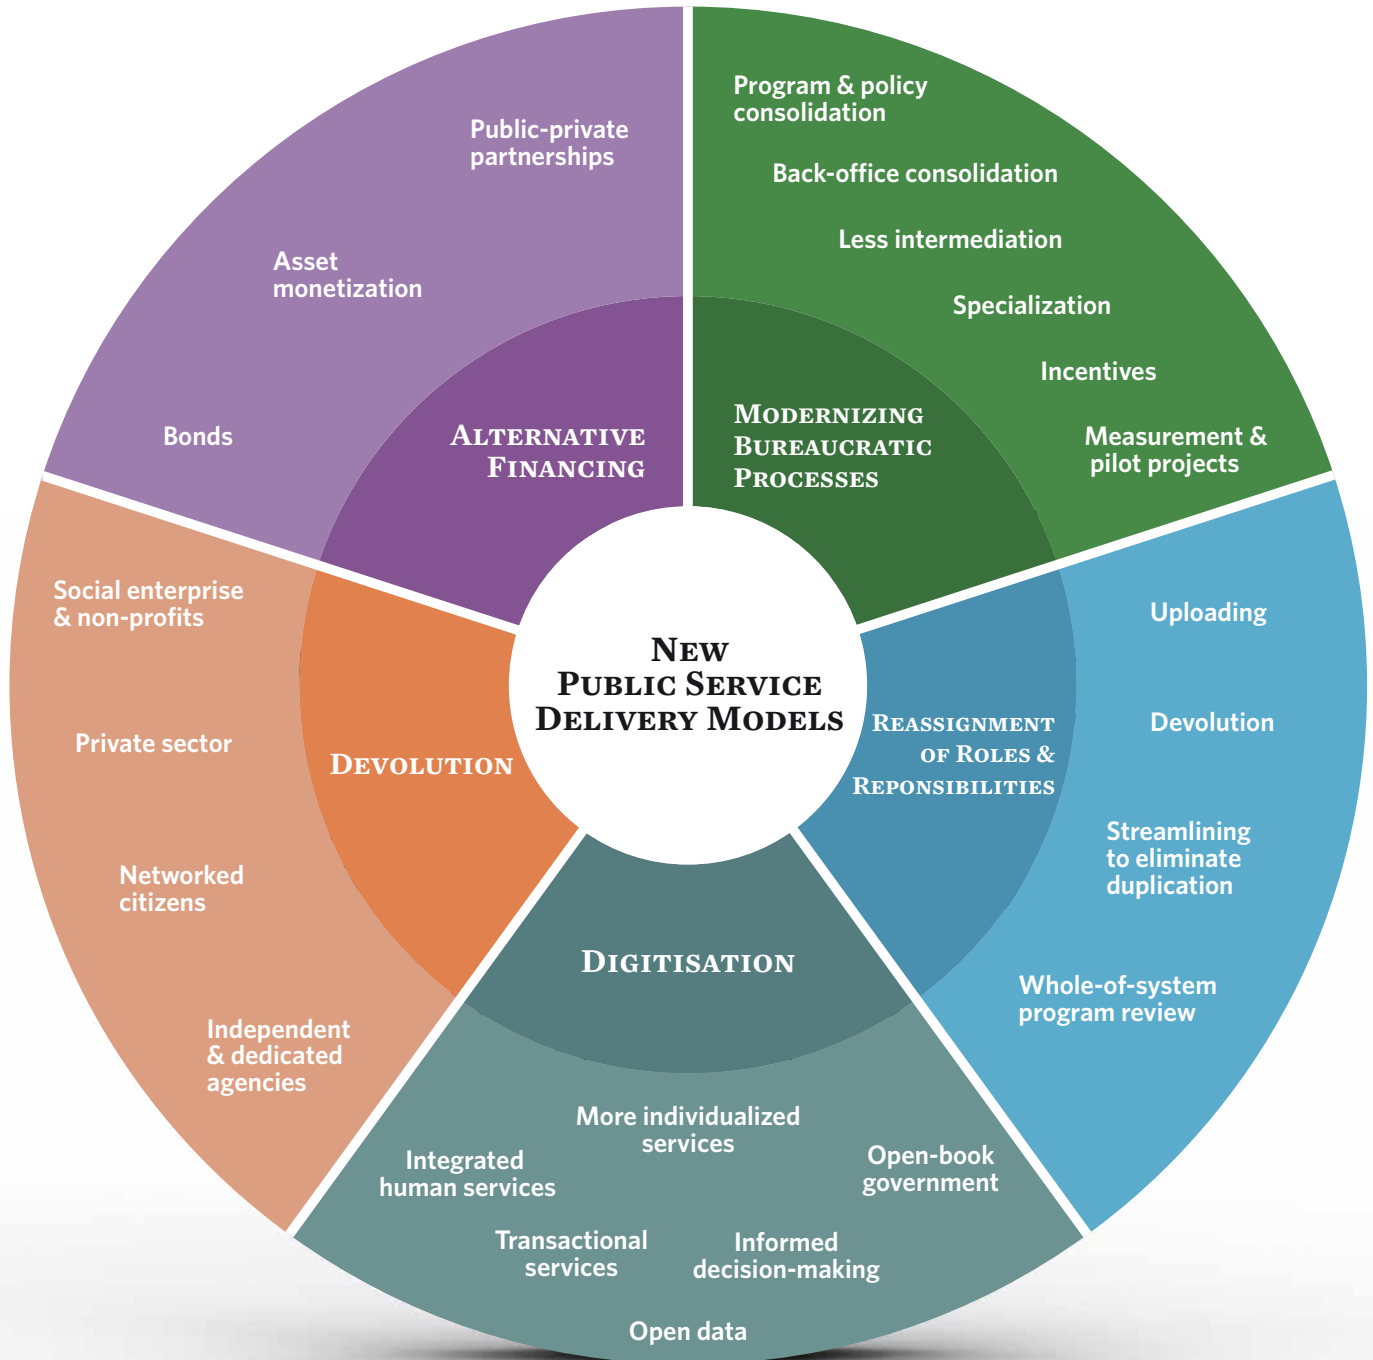 Program & policy
consolidation
Back-office consolidation
Less intermediation
Specialization
Incentives
Measurement &
pilot projects
MODERNIZING
BUREAUCRATIC
PROCESSES
Uploading
Devolution
Streamlining
to eliminate
duplication
Whole-of-system
program review
REASSIGNMENT
OF ROLES &
REPONSIBILITIES
DIGITISATION
More individualized
services
Integrated
human services
Open-book
government
Transactional
services
Informed
decision-making
Open data
DEVOLUTION
Social enterprise
& non-profits
Private sector
Networked
citizens
Independent
& dedicated
agencies
ALTERNATIVE
FINANCING
Public-private
partnerships
Asset
monetization
Bonds
NEW
PUBLIC SERVICE
DELIVERY MODELS